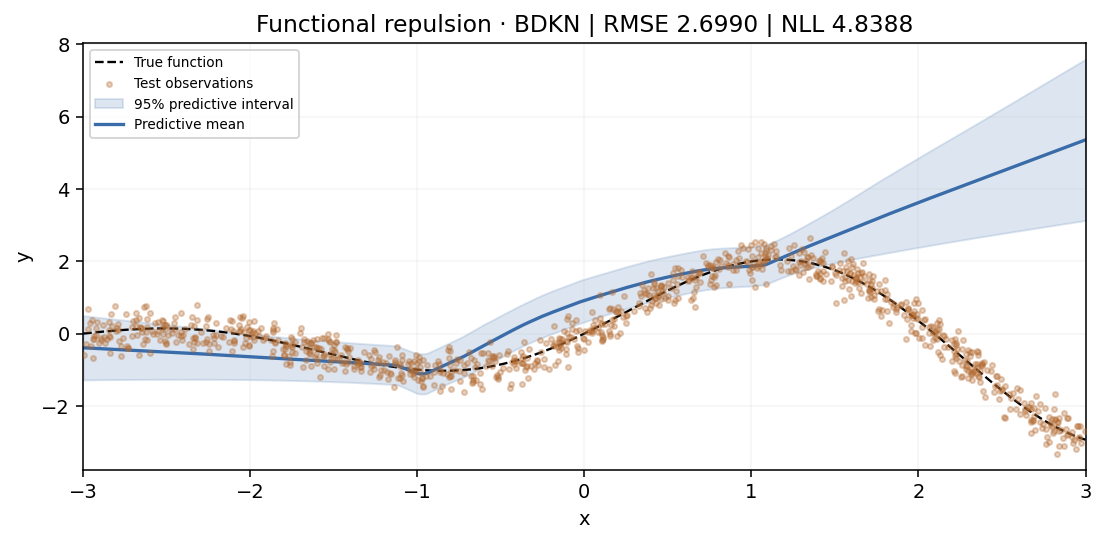 Functional repulsion · BDKN | RMSE 2.6990 | NLL 4.8388
True function
Test observations
95% predictive interval
Predictive mean
8
6
4
2
0
−2
y
−3
−2
−1
0
1
2
3
x